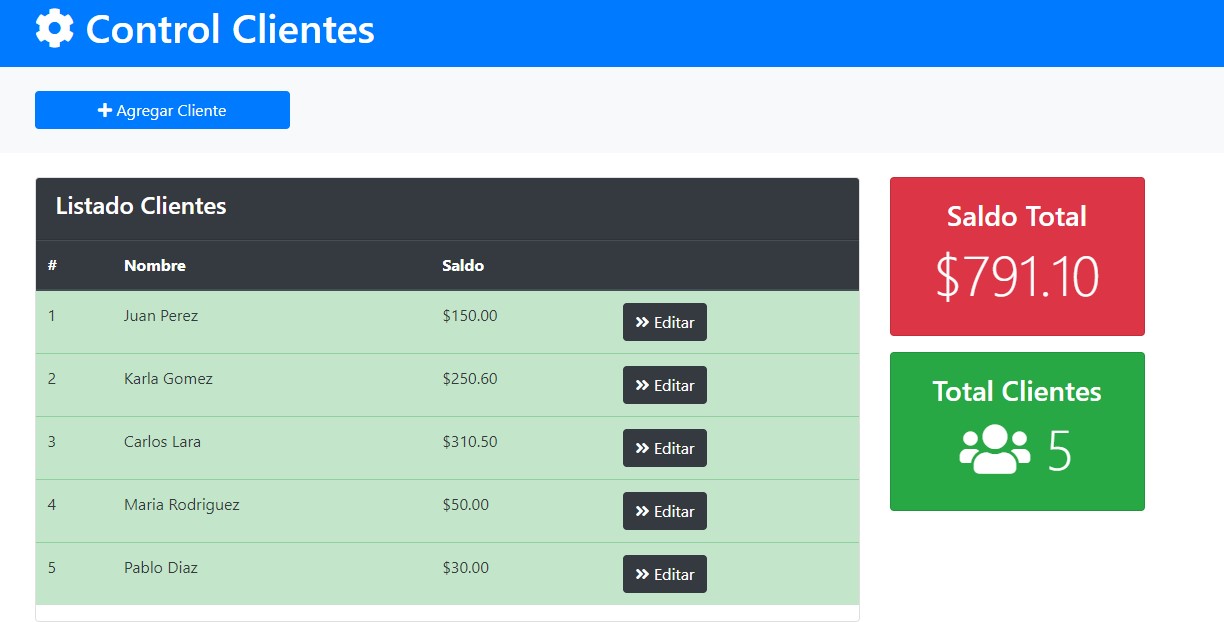 Control Clientes
Agregar Cliente
Listado Clientes
# Nombre Saldo
1 Juan Perez $150.00 Editar
2 Karla Gomez $250.60 Editar
3 Carlos Lara $310.50 Editar
4 Maria Rodriguez $50.00 Editar
5 Pablo Diaz $30.00 Editar
Saldo Total
$791.10
Total Clientes
5